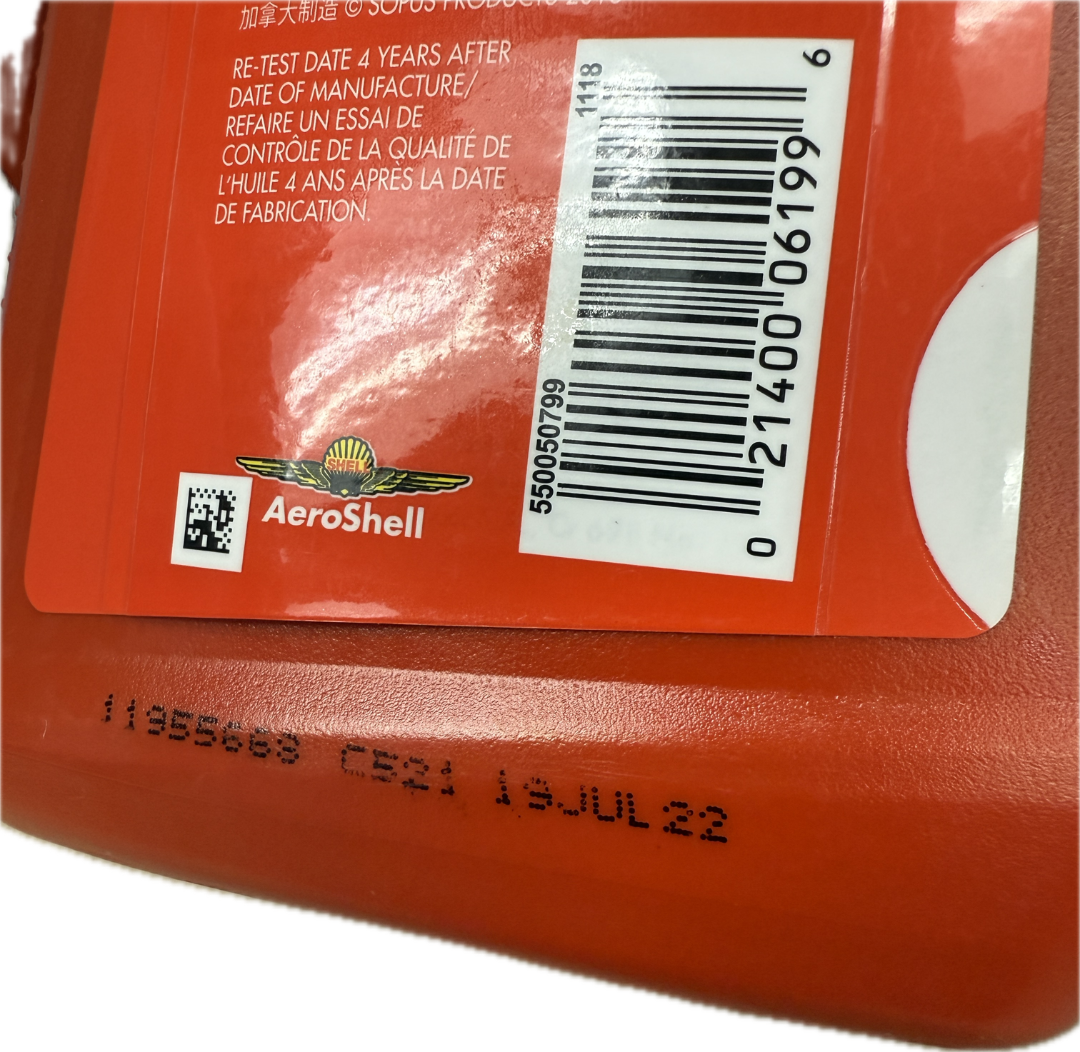 加拿大制造 © SOPUS PRODUCTS
RE-TEST DATE 4 YEARS AFTER
DATE OF MANUFACTURE/
REFAIRE UN ESSAI DE
CONTRÔLE DE LA QUALITÉ DE
L'HUILE 4 ANS APRÈS LA DATE
DE FABRICATION.
1118
550050799
0 21400 06199 6
SHELL
AeroShell
C521 19JUL22